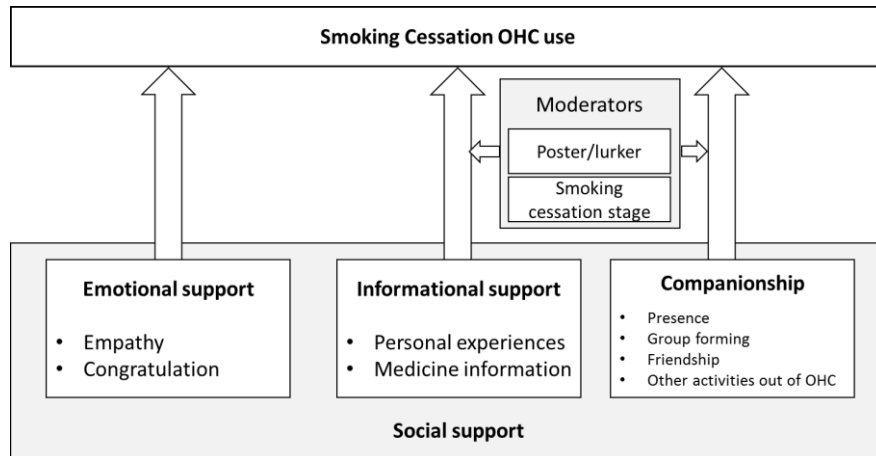 Smoking Cessation OHC use
Moderators
Poster/lurker
Smoking
cessation stage
Emotional support
• Empathy
• Congratulation
Informational support
• Personal experiences
• Medicine information
Companionship
• Presence
• Group forming
• Friendship
• Other activities out of OHC
Social support